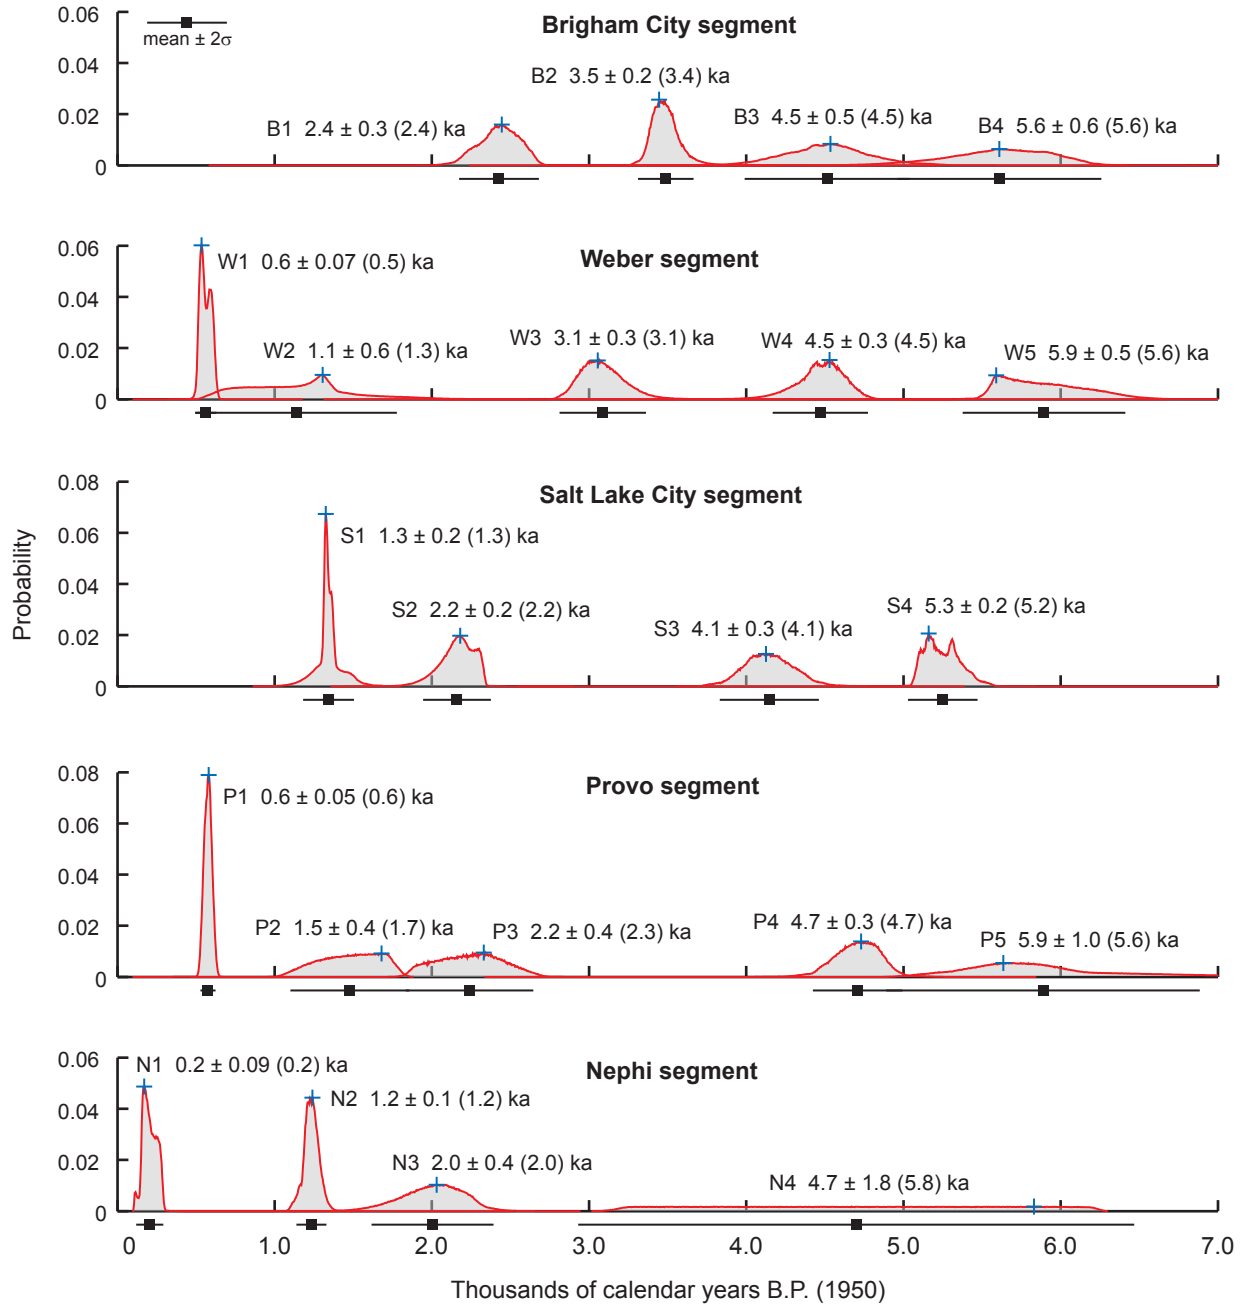 Brigham City segment
mean ± 2σ
0.06
0.04
0.02
0
B1 2.4 ± 0.3 (2.4) ka
B2 3.5 ± 0.2 (3.4) ka
B3 4.5 ± 0.5 (4.5) ka
B4 5.6 ± 0.6 (5.6) ka
Weber segment
0.06
0.04
0.02
0
W1 0.6 ± 0.07 (0.5) ka
W2 1.1 ± 0.6 (1.3) ka
W3 3.1 ± 0.3 (3.1) ka
W4 4.5 ± 0.3 (4.5) ka
W5 5.9 ± 0.5 (5.6) ka
Salt Lake City segment
0.08
0.06
0.04
0.02
0
S1 1.3 ± 0.2 (1.3) ka
S2 2.2 ± 0.2 (2.2) ka
S3 4.1 ± 0.3 (4.1) ka
S4 5.3 ± 0.2 (5.2) ka
Probability
Provo segment
0.08
0.06
0.04
0.02
0
P1 0.6 ± 0.05 (0.6) ka
P2 1.5 ± 0.4 (1.7) ka
P3 2.2 ± 0.4 (2.3) ka
P4 4.7 ± 0.3 (4.7) ka
P5 5.9 ± 1.0 (5.6) ka
Nephi segment
0.06
0.04
0.02
0
N1 0.2 ± 0.09 (0.2) ka
N2 1.2 ± 0.1 (1.2) ka
N3 2.0 ± 0.4 (2.0) ka
N4 4.7 ± 1.8 (5.8) ka
0 1.0 2.0 3.0 4.0 5.0 6.0 7.0
Thousands of calendar years B.P. (1950)